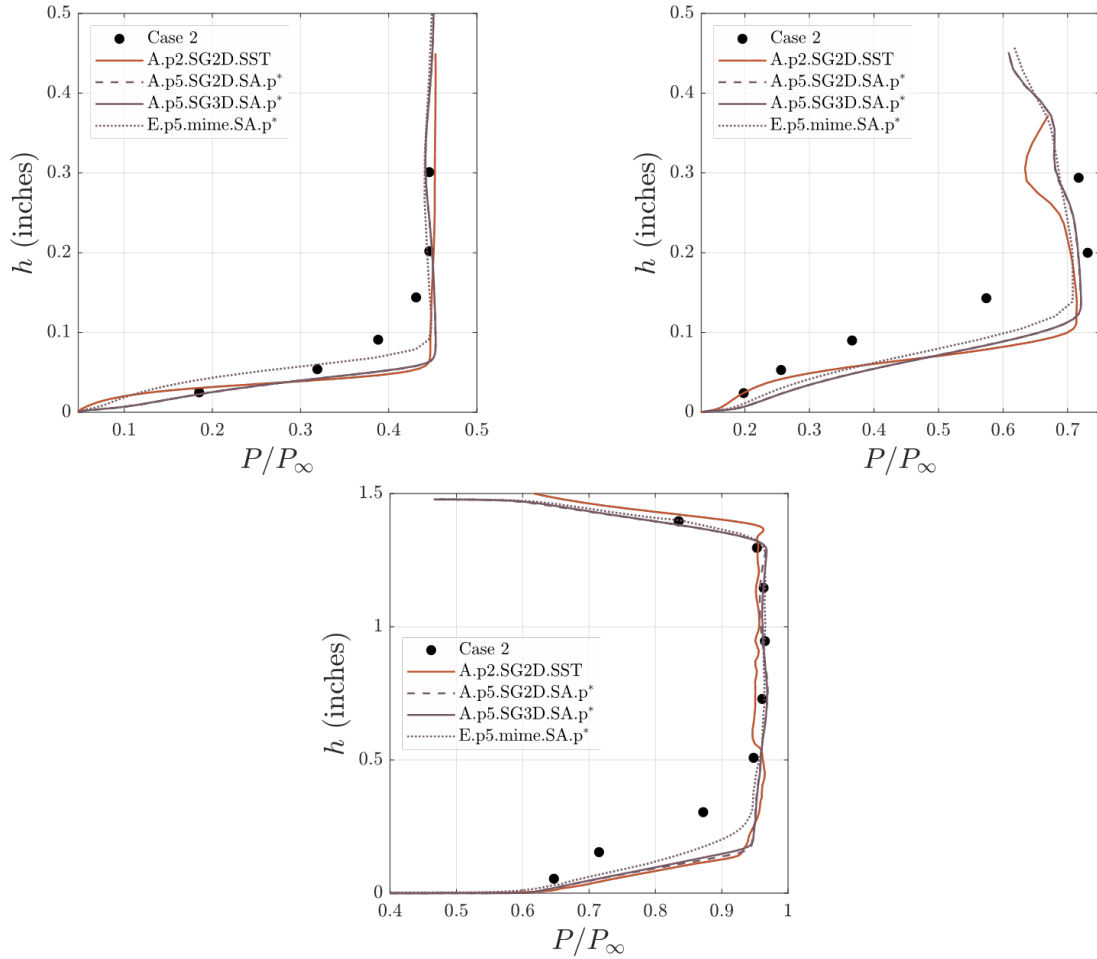 0.5
0.4
0.3
0.2
0.1
0
h (inches)
Case 2
A.p2.SG2D.SST
A.p5.SG2D.SA.p*
A.p5.SG3D.SA.p*
E.p5.mime.SA.p*
0.1 0.2 0.3 0.4 0.5
P/P∞
0.5
0.4
0.3
0.2
0.1
0
h (inches)
Case 2
A.p2.SG2D.SST
A.p5.SG2D.SA.p*
A.p5.SG3D.SA.p*
E.p5.mime.SA.p*
0.2 0.3 0.4 0.5 0.6 0.7
P/P∞
1.5
1
0.5
0
h (inches)
Case 2
A.p2.SG2D.SST
A.p5.SG2D.SA.p*
A.p5.SG3D.SA.p*
E.p5.mime.SA.p*
0.4 0.5 0.6 0.7 0.8 0.9 1
P/P∞